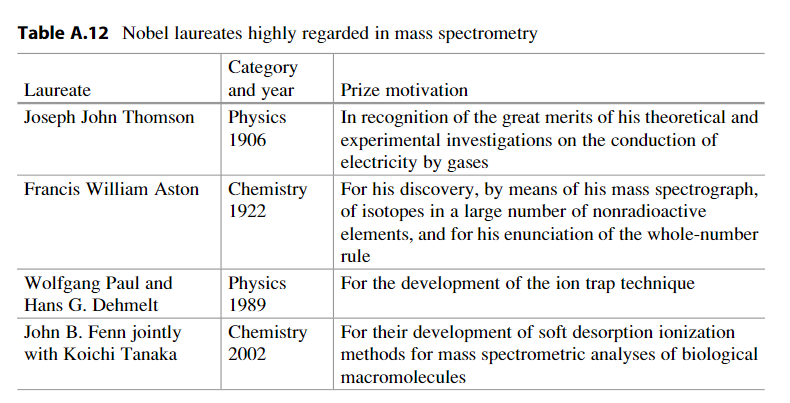 Table A.12 Nobel laureates highly regarded in mass spectrometry
Laureate Category and year Prize motivation
Joseph John Thomson Physics 1906 In recognition of the great merits of his theoretical and
experimental investigations on the conduction of
electricity by gases
Francis William Aston Chemistry 1922 For his discovery, by means of his mass spectrograph,
of isotopes in a large number of nonradioactive
elements, and for his enunciation of the whole-number
rule
Wolfgang Paul and
Hans G. Dehmelt Physics 1989 For the development of the ion trap technique
John B. Fenn jointly
with Koichi Tanaka Chemistry 2002 For their development of soft desorption ionization
methods for mass spectrometric analyses of biological
macromolecules